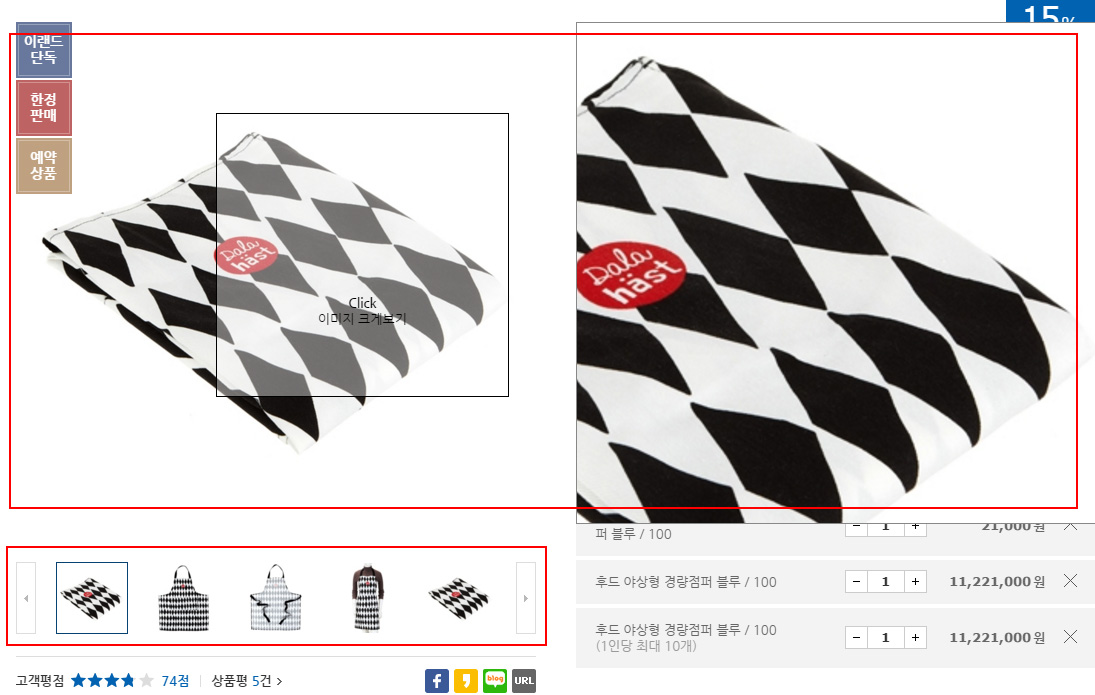 15%
이랜드
단독
한정
판매
예약
상품
Dala
häst
Click
이미지 크게보기
Dala
häst
퍼 블루 / 100
- 1 +
21,000원
후드 야상형 경량점퍼 블루 / 100
- 1 +
11,221,000원
후드 야상형 경량점퍼 블루 / 100
(1인당 최대 10개)
- 1 +
11,221,000원
고객평점 74점 상품평 5건 >
f blog URL